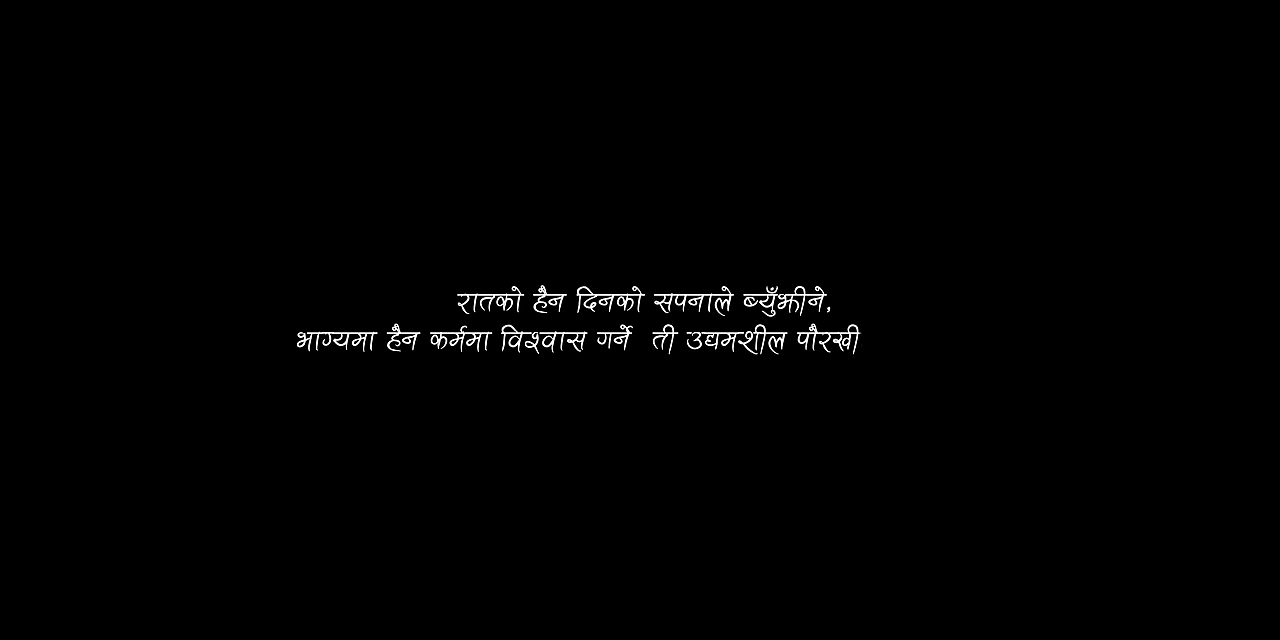 रातको हैन दिनको सपनाले ब्युँझीने,
भाग्यमा हैन कर्ममा विश्वास गर्ने ती उद्यमशील पौरखी